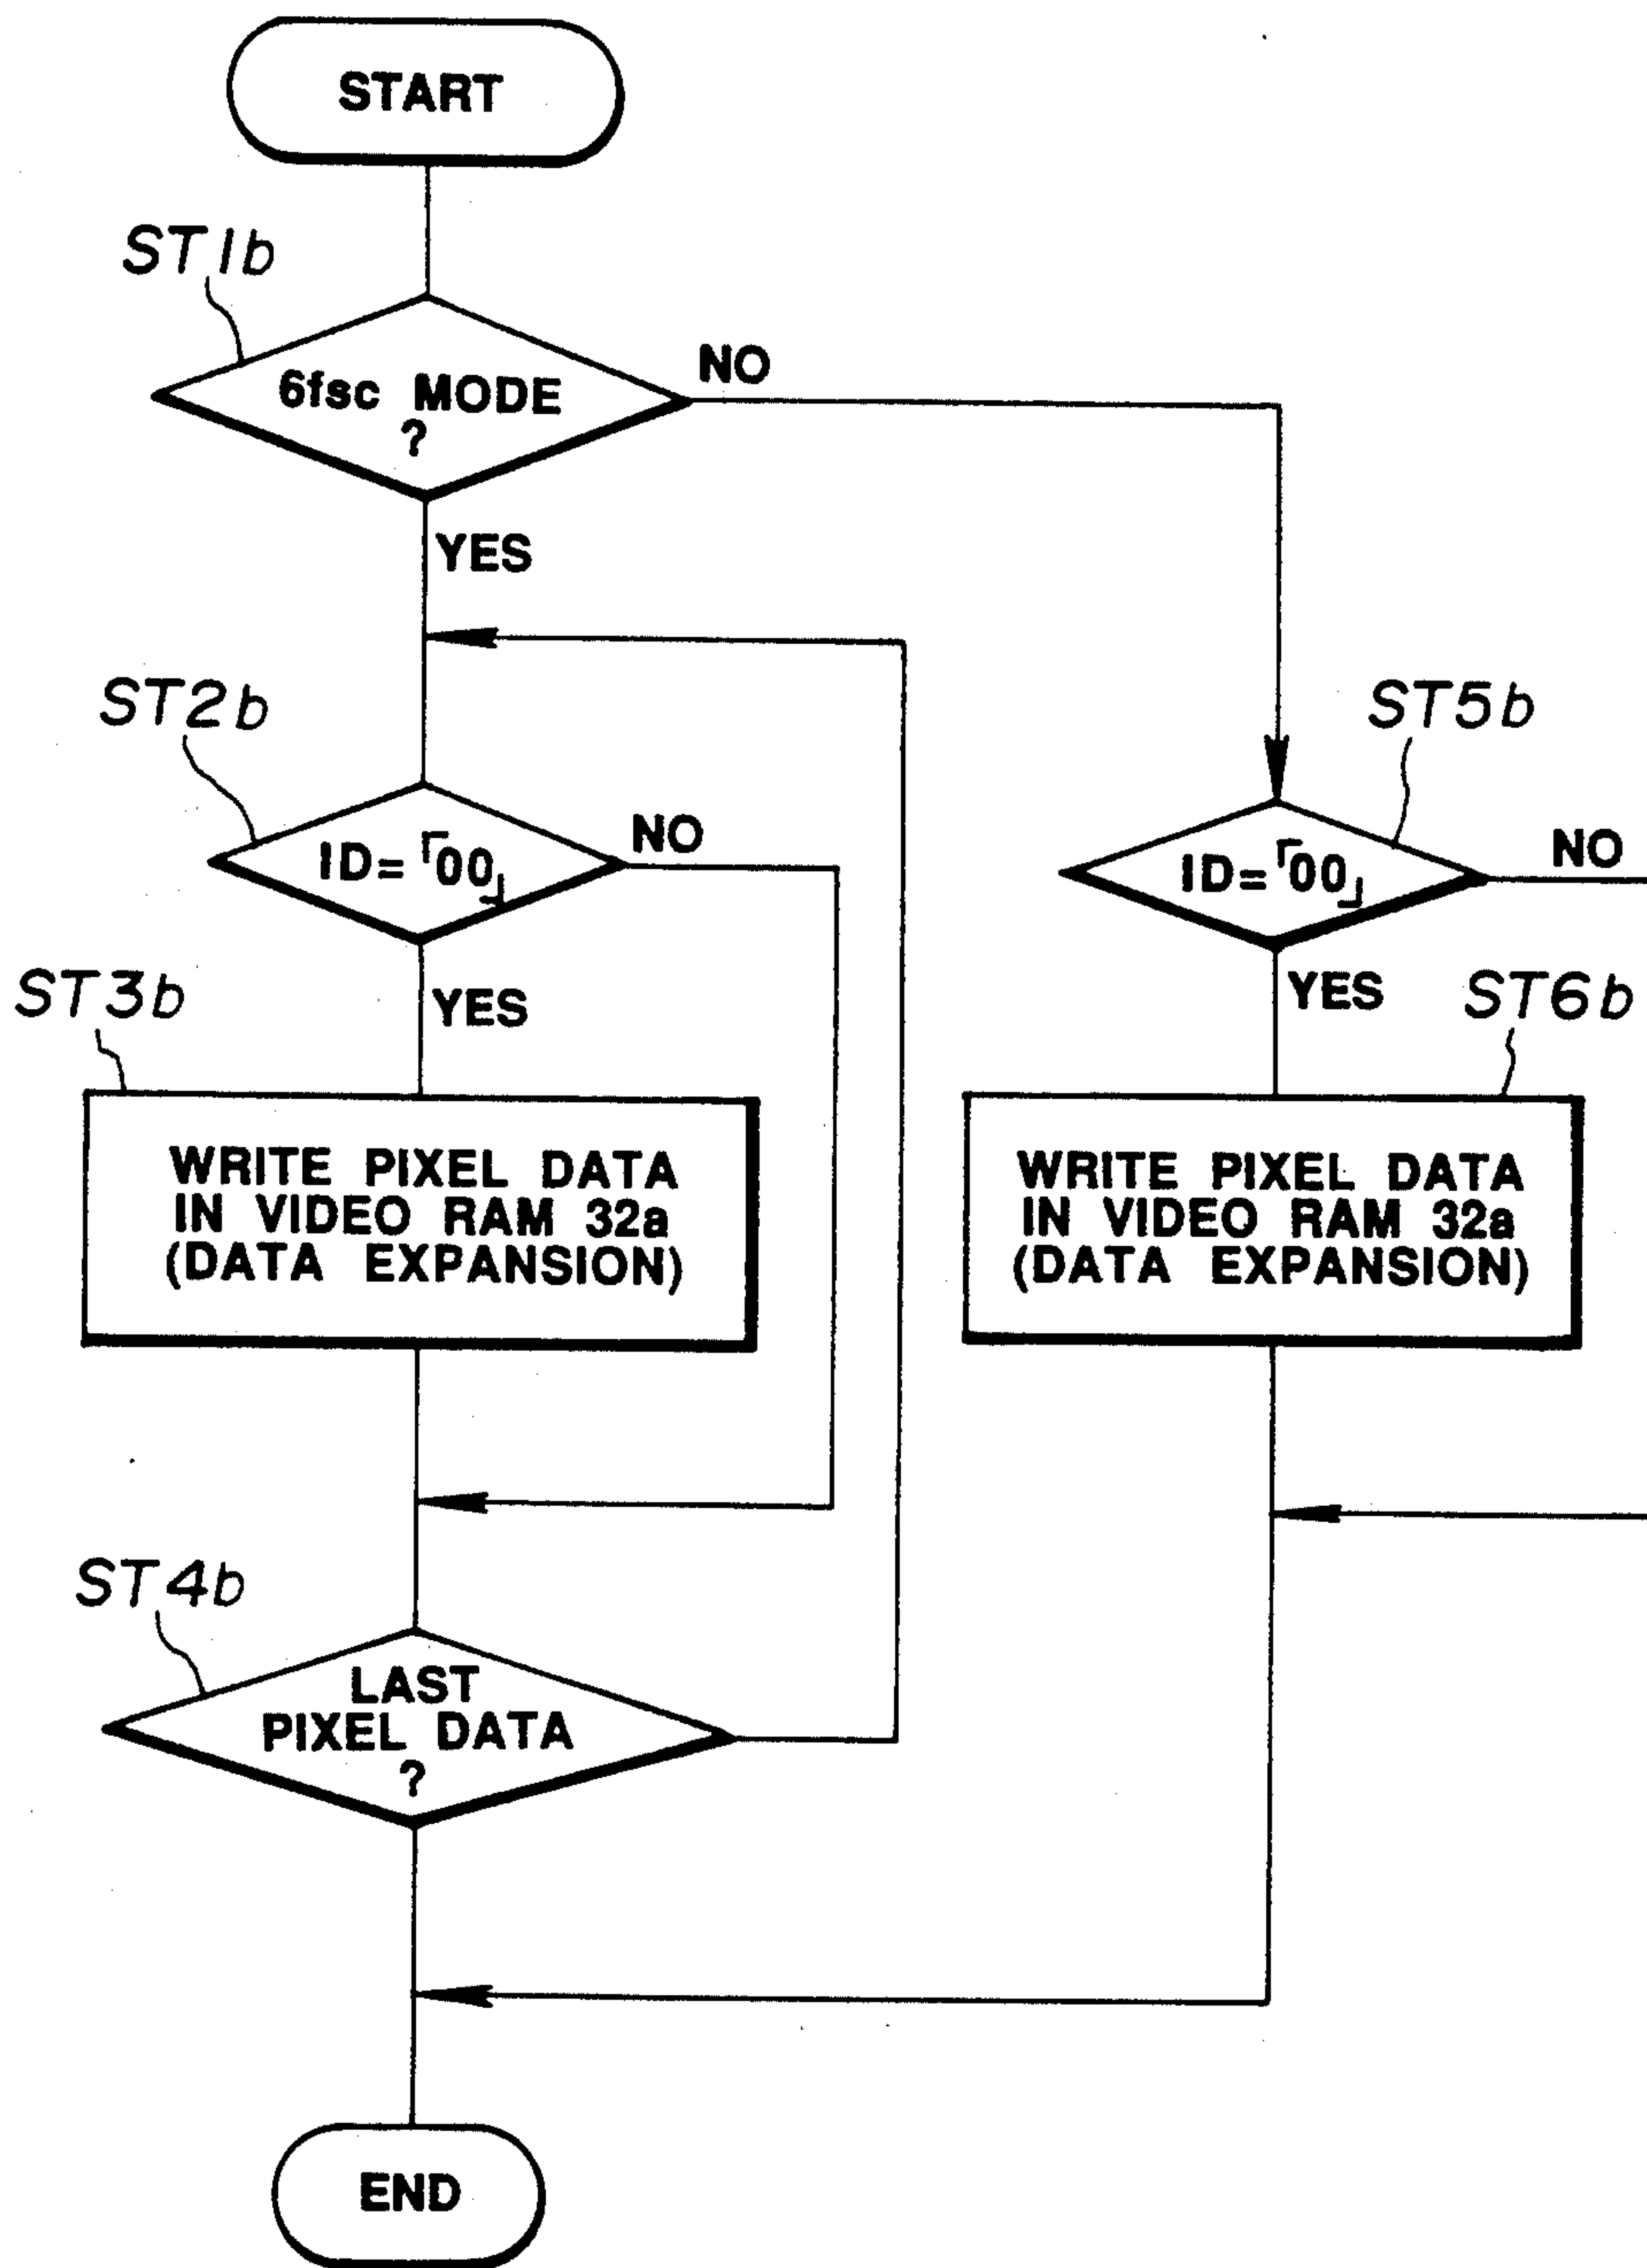 START
ST1b
6fsc MODE
?
NO
YES
ST2b
ID=「00」
NO
ST5b
ID=「00」
NO
YES
ST3b
YES
ST6b
WRITE PIXEL DATA
IN VIDEO RAM 32a
(DATA EXPANSION)
WRITE PIXEL DATA
IN VIDEO RAM 32a
(DATA EXPANSION)
ST4b
LAST
PIXEL DATA
?
END